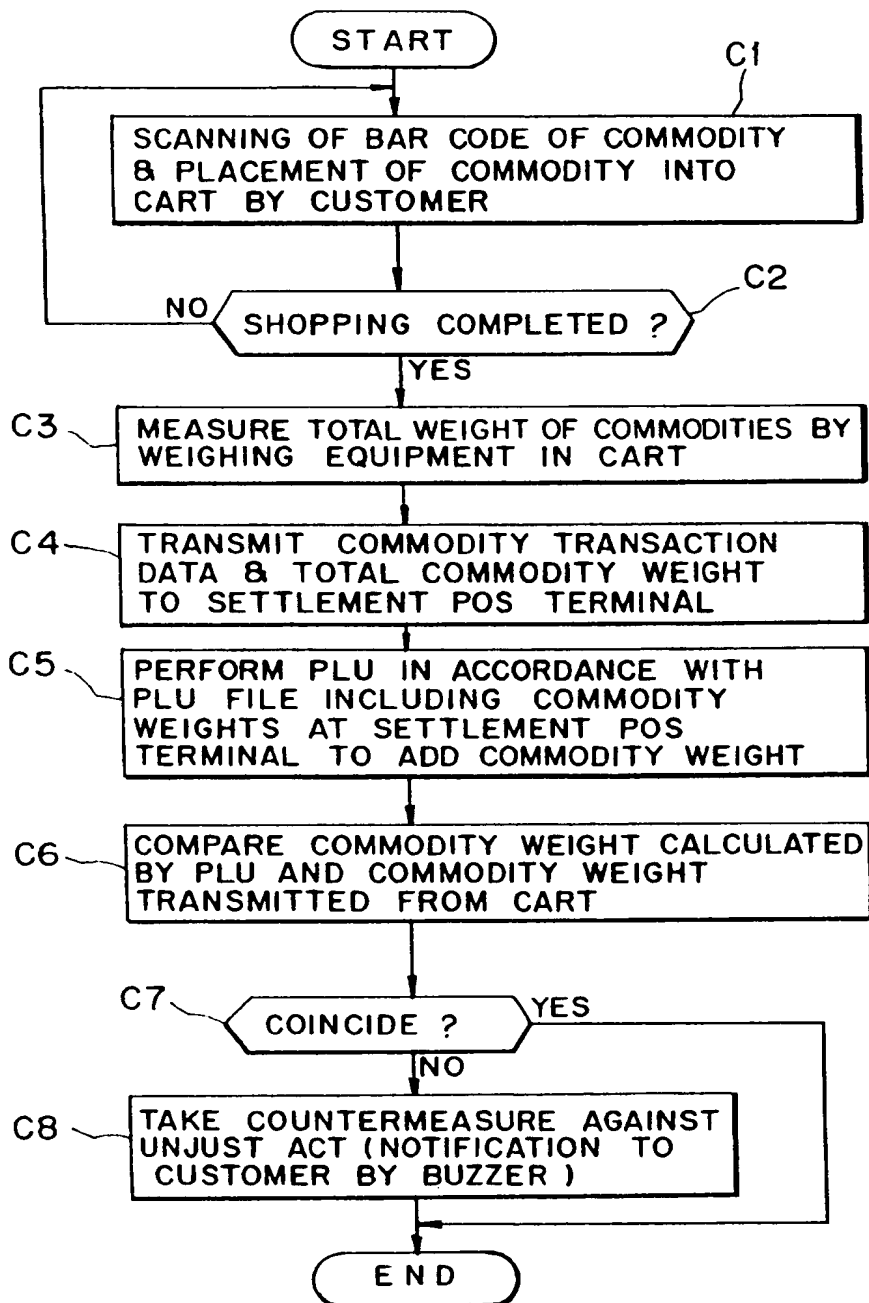 START
C1
SCANNING OF BAR CODE OF COMMODITY
& PLACEMENT OF COMMODITY INTO
CART BY CUSTOMER
C2
NO
SHOPPING COMPLETED ?
YES
C3
MEASURE TOTAL WEIGHT OF COMMODITIES BY
WEIGHING EQUIPMENT IN CART
C4
TRANSMIT COMMODITY TRANSACTION
DATA & TOTAL COMMODITY WEIGHT
TO SETTLEMENT POS TERMINAL
C5
PERFORM PLU IN ACCORDANCE WITH
PLU FILE INCLUDING COMMODITY
WEIGHTS AT SETTLEMENT POS
TERMINAL TO ADD COMMODITY WEIGHT
C6
COMPARE COMMODITY WEIGHT CALCULATED
BY PLU AND COMMODITY WEIGHT
TRANSMITTED FROM CART
C7
COINCIDE ?
YES
NO
C8
TAKE COUNTERMEASURE AGAINST
UNJUST ACT (NOTIFICATION TO
CUSTOMER BY BUZZER)
END